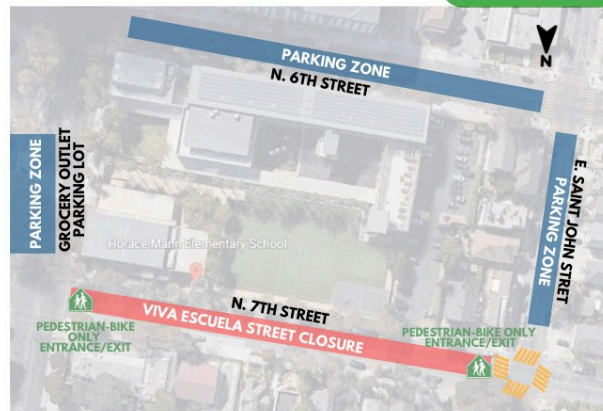 PARKING ZONE
N. 6TH STREET
N
PARKING ZONE
GROCERY OUTLET
PARKING LOT
E. SAINT JOHN STRET
PARKING ZONE
Horace Mann Elementary School
N. 7TH STREET
VIVA ESCUELA STREET CLOSURE
PEDESTRIAN-BIKE
ONLY
ENTRANCE/EXIT
PEDESTRIAN-BIKE ONLY
ENTRANCE/EXIT